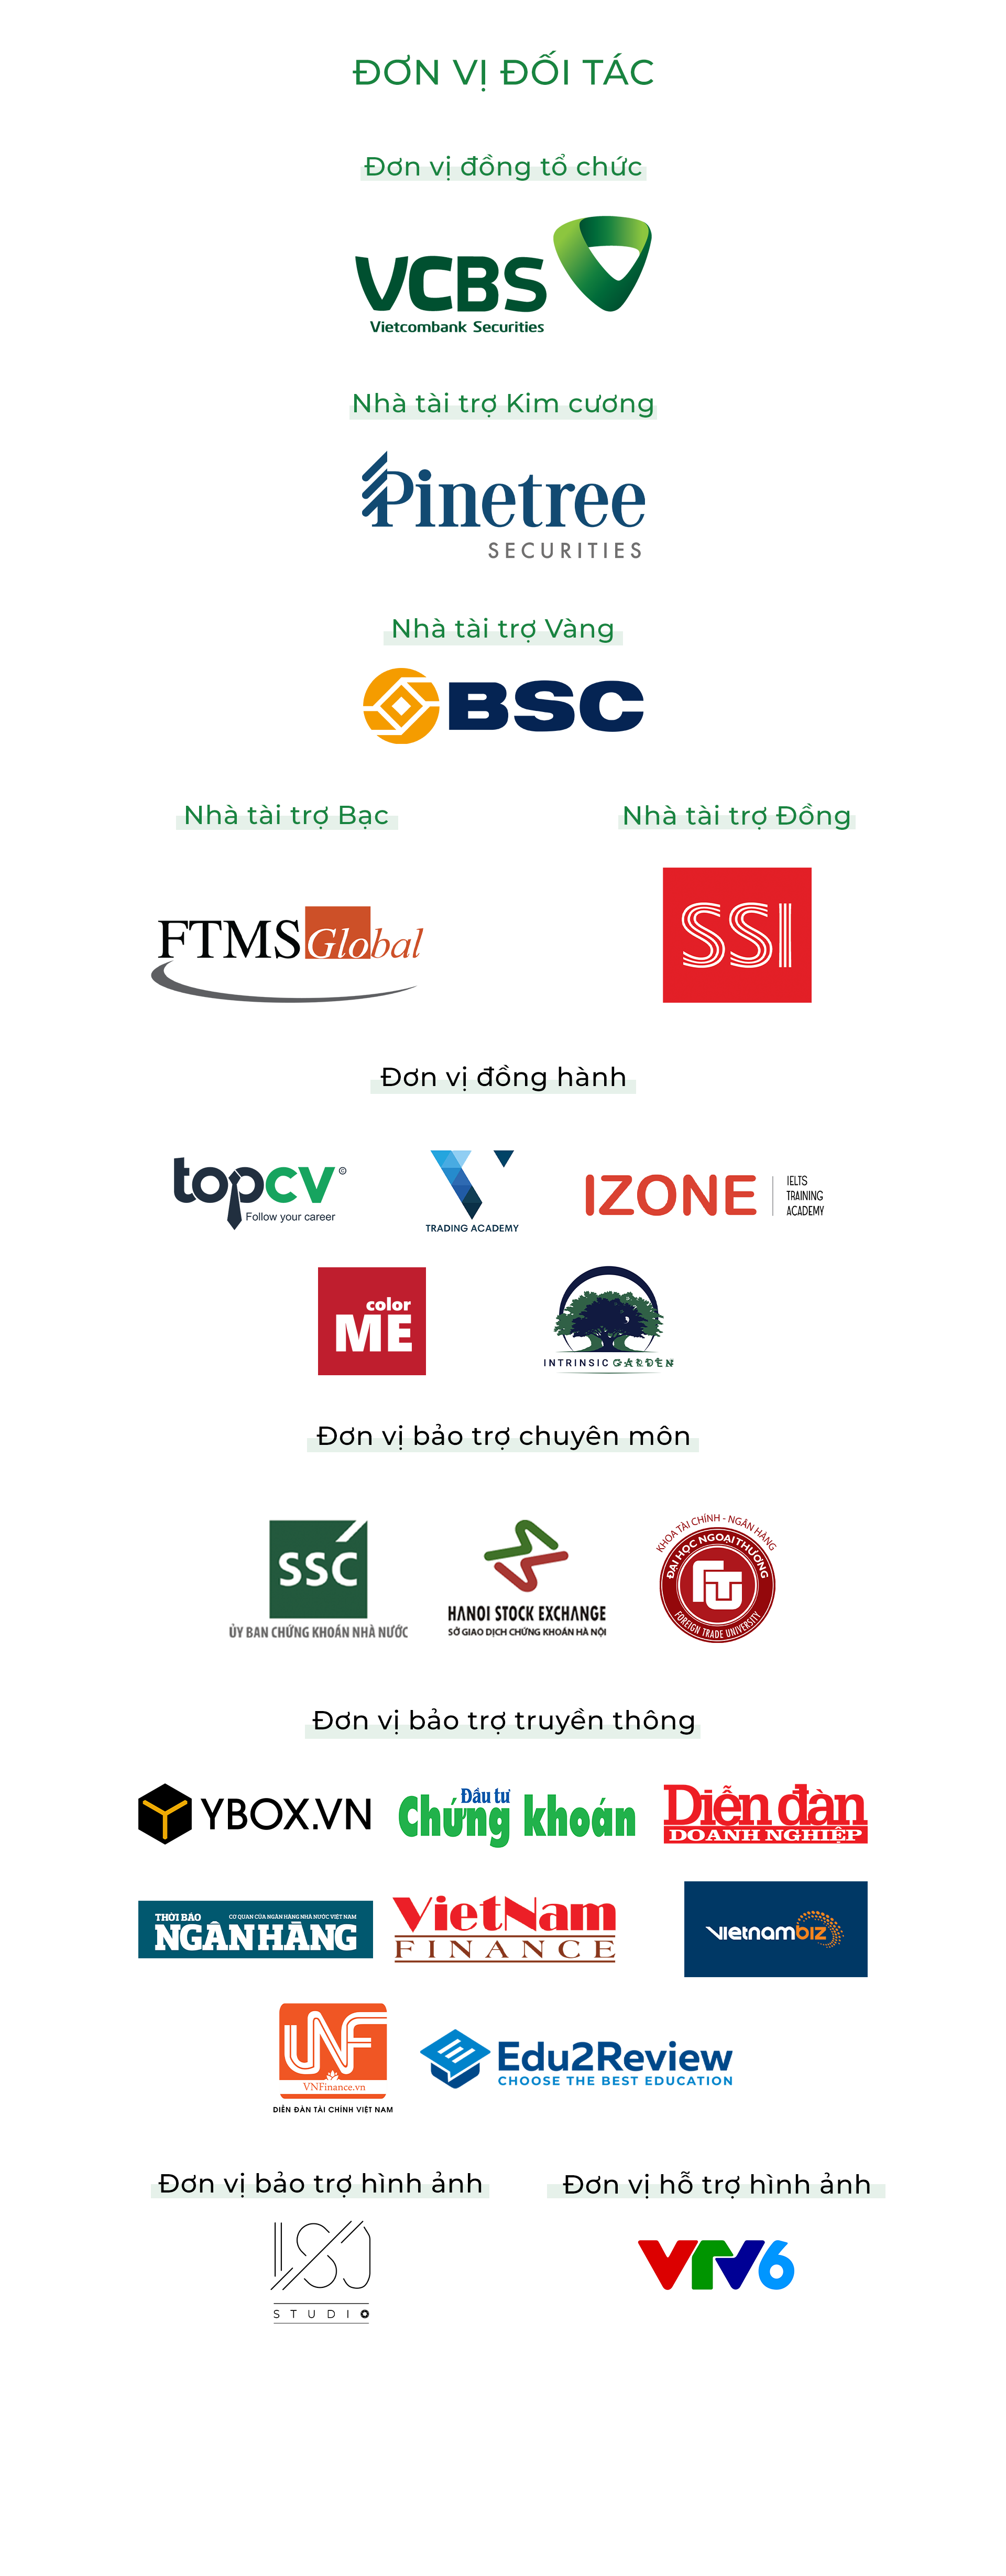 ĐƠN VỊ ĐỐI TÁC
Đơn vị đồng tổ chức
VCBS
Vietcombank Securities
Nhà tài trợ Kim cương
Pinetree
SECURITIES
Nhà tài trợ Vàng
BSC
Nhà tài trợ Bạc
Nhà tài trợ Đồng
FTMS Global
SSI
Đơn vị đồng hành
topcv ©
Follow your career
TRADING ACADEMY
IZONE
IELTS
TRAINING
ACADEMY
color
ME
INTRINSIC GARDEN
Đơn vị bảo trợ chuyên môn
SSC
ỦY BAN CHỨNG KHOÁN NHÀ NƯỚC
HANOI STOCK EXCHANGE
SỞ GIAO DỊCH CHỨNG KHOÁN HÀ NỘI
KHOA TÀI CHÍNH - NGÂN HÀNG
ĐẠI HỌC NGOẠI THƯƠNG
FTU
FOREIGN TRADE UNIVERSITY
Đơn vị bảo trợ truyền thông
YBOX.VN
Đầu tư
Chứng khoán
Diễn đàn
DOANH NGHIỆP
THỜI BÁO
CƠ QUAN CỦA NGÂN HÀNG NHÀ NƯỚC VIỆT NAM
NGÂN HÀNG
VietNam
FINANCE
vietnambiz
VNF
VNFinance.vn
DIỄN ĐÀN TÀI CHÍNH VIỆT NAM
Edu2Review
CHOOSE THE BEST EDUCATION
Đơn vị bảo trợ hình ảnh
Đơn vị hỗ trợ hình ảnh
STUDIO
VTV6